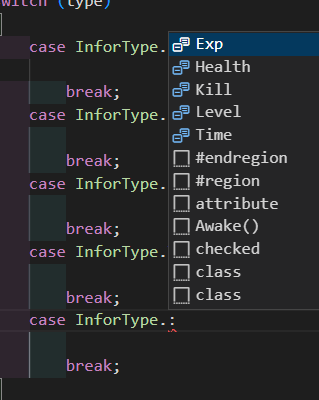 witch (type)
case InforType.
break;
case InforType.
break;
case InforType.
break;
case InforType.
break;
case InforType.:
break;
Exp
Health
Kill
Level
Time
#endregion
#region
attribute
Awake()
checked
class
class